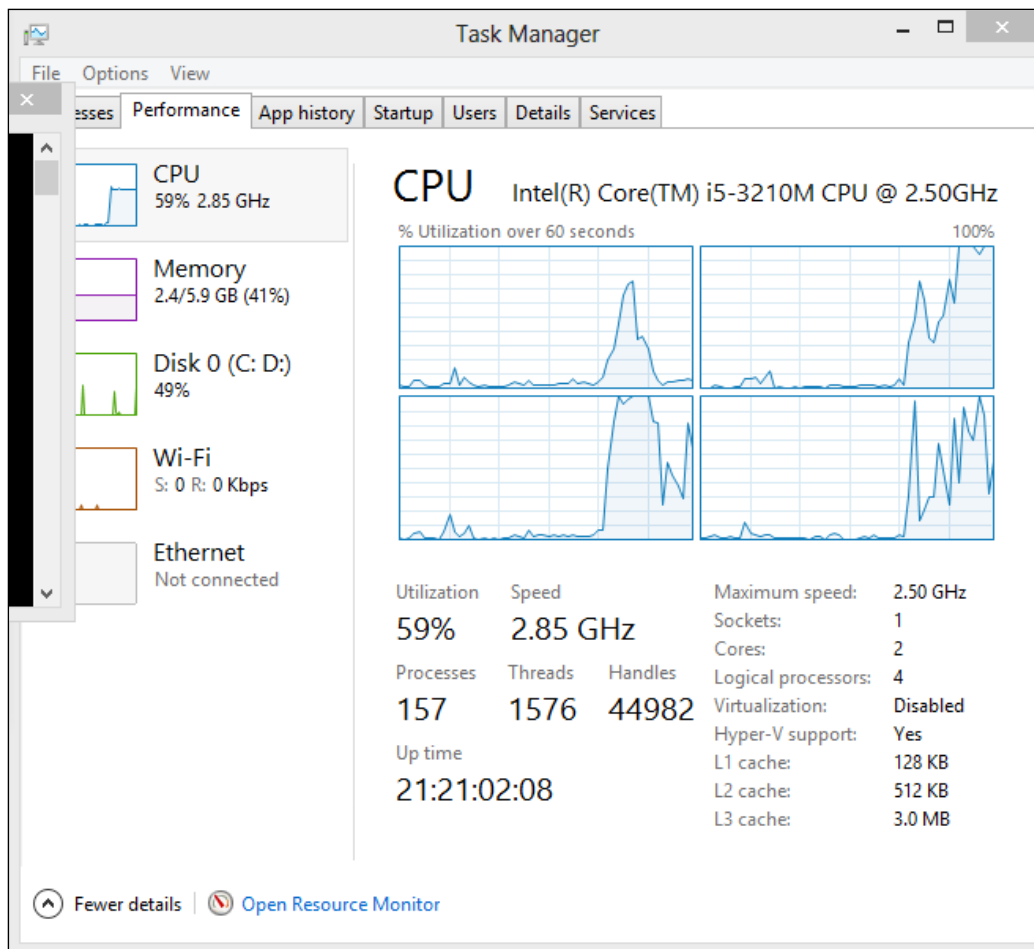 Task Manager
File Options View
esses Performance App history Startup Users Details Services
CPU
59% 2.85 GHz
Memory
2.4/5.9 GB (41%)
Disk 0 (C: D:)
49%
Wi-Fi
S: 0 R: 0 Kbps
Ethernet
Not connected
CPU Intel(R) Core(TM) i5-3210M CPU @ 2.50GHz
% Utilization over 60 seconds 100%
Utilization Speed
59% 2.85 GHz
Processes Threads Handles
157 1576 44982
Up time
21:21:02:08
Maximum speed: 2.50 GHz
Sockets: 1
Cores: 2
Logical processors: 4
Virtualization: Disabled
Hyper-V support: Yes
L1 cache: 128 KB
L2 cache: 512 KB
L3 cache: 3.0 MB
Fewer details Open Resource Monitor